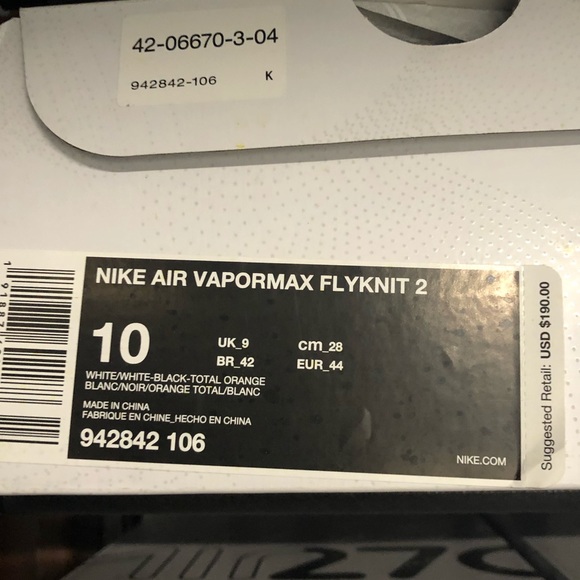 42-06670-3-04
942842-106 K
NIKE AIR VAPORMAX FLYKNIT 2
10
UK_9 cm_28
BR_42 EUR_44
WHITE/WHITE-BLACK-TOTAL ORANGE
BLANC/NOIR/ORANGE TOTAL/BLANC
MADE IN CHINA
FABRIQUE EN CHINE_HECHO EN CHINA
942842 106
NIKE.COM
Suggested Retail: USD $190.00
270